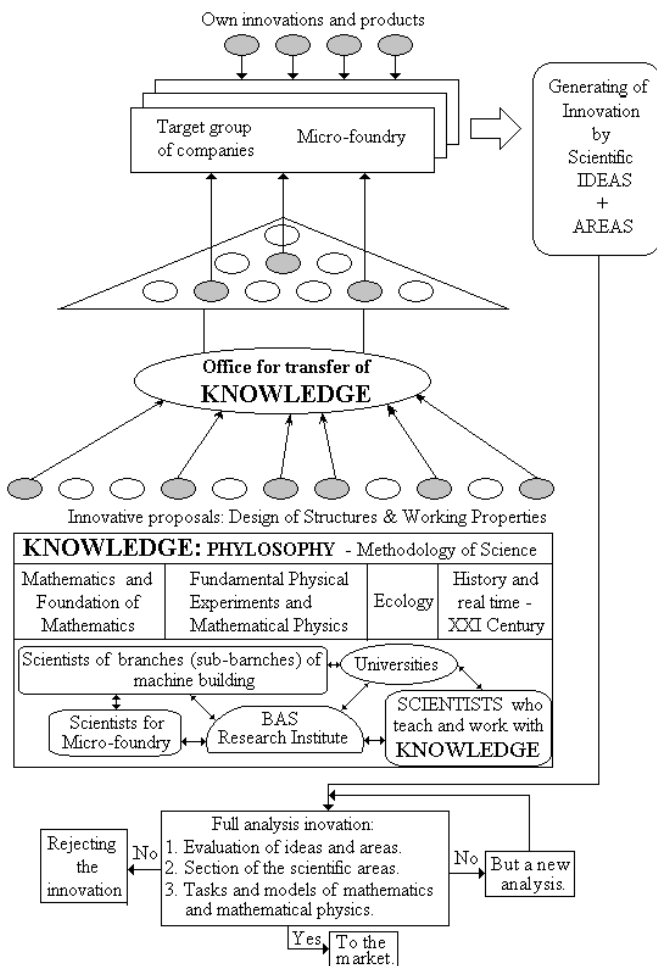 Own innovations and products
Target group
of companies
Micro-foundry
Generating of
Innovation
by
Scientific
IDEAS
+
AREAS
Office for transfer of
KNOWLEDGE
Innovative proposals: Design of Structures & Working Properties
KNOWLEDGE: PHYLOSOPHY - Methodology of Science
Mathematics and
Foundation of
Mathematics
Fundamental Physical
Experiments and
Mathematical Physics
Ecology
History and
real time -
XXI Century
Scientists of branches (sub-barnches) of
machine building
Universities
Scientists for
Micro-foundry
BAS
Research Institute
SCIENTISTS who
teach and work with
KNOWLEDGE
Full analysis inovation:
1. Evaluation of ideas and areas.
2. Section of the scientific areas.
3. Tasks and models of mathematics
and mathematical physics.
No
Rejecting
the
innovation
No
But a new
analysis.
Yes
To the
market.